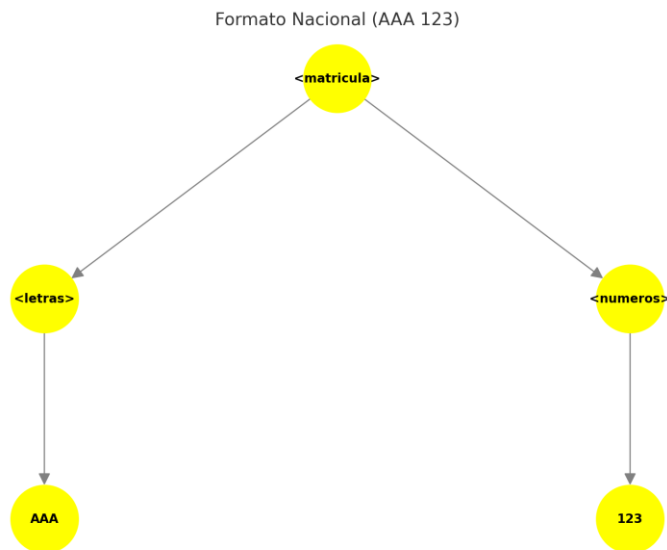 Formato Nacional (AAA 123)
<matricula>
<letras>
<numeros>
AAA
123